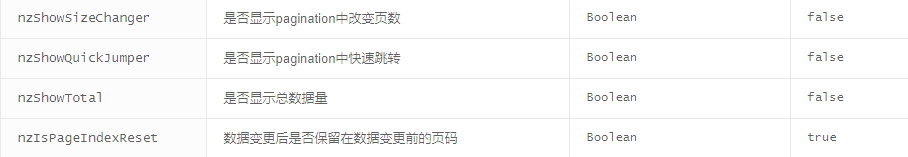 nzShowSizeChanger 是否显示pagination中改变页数 Boolean false
nzShowQuickJumper 是否显示pagination中快速跳转 Boolean false
nzShowTotal 是否显示总数据量 Boolean false
nzIsPageIndexReset 数据变更后是否保留在数据变更前的页码 Boolean true